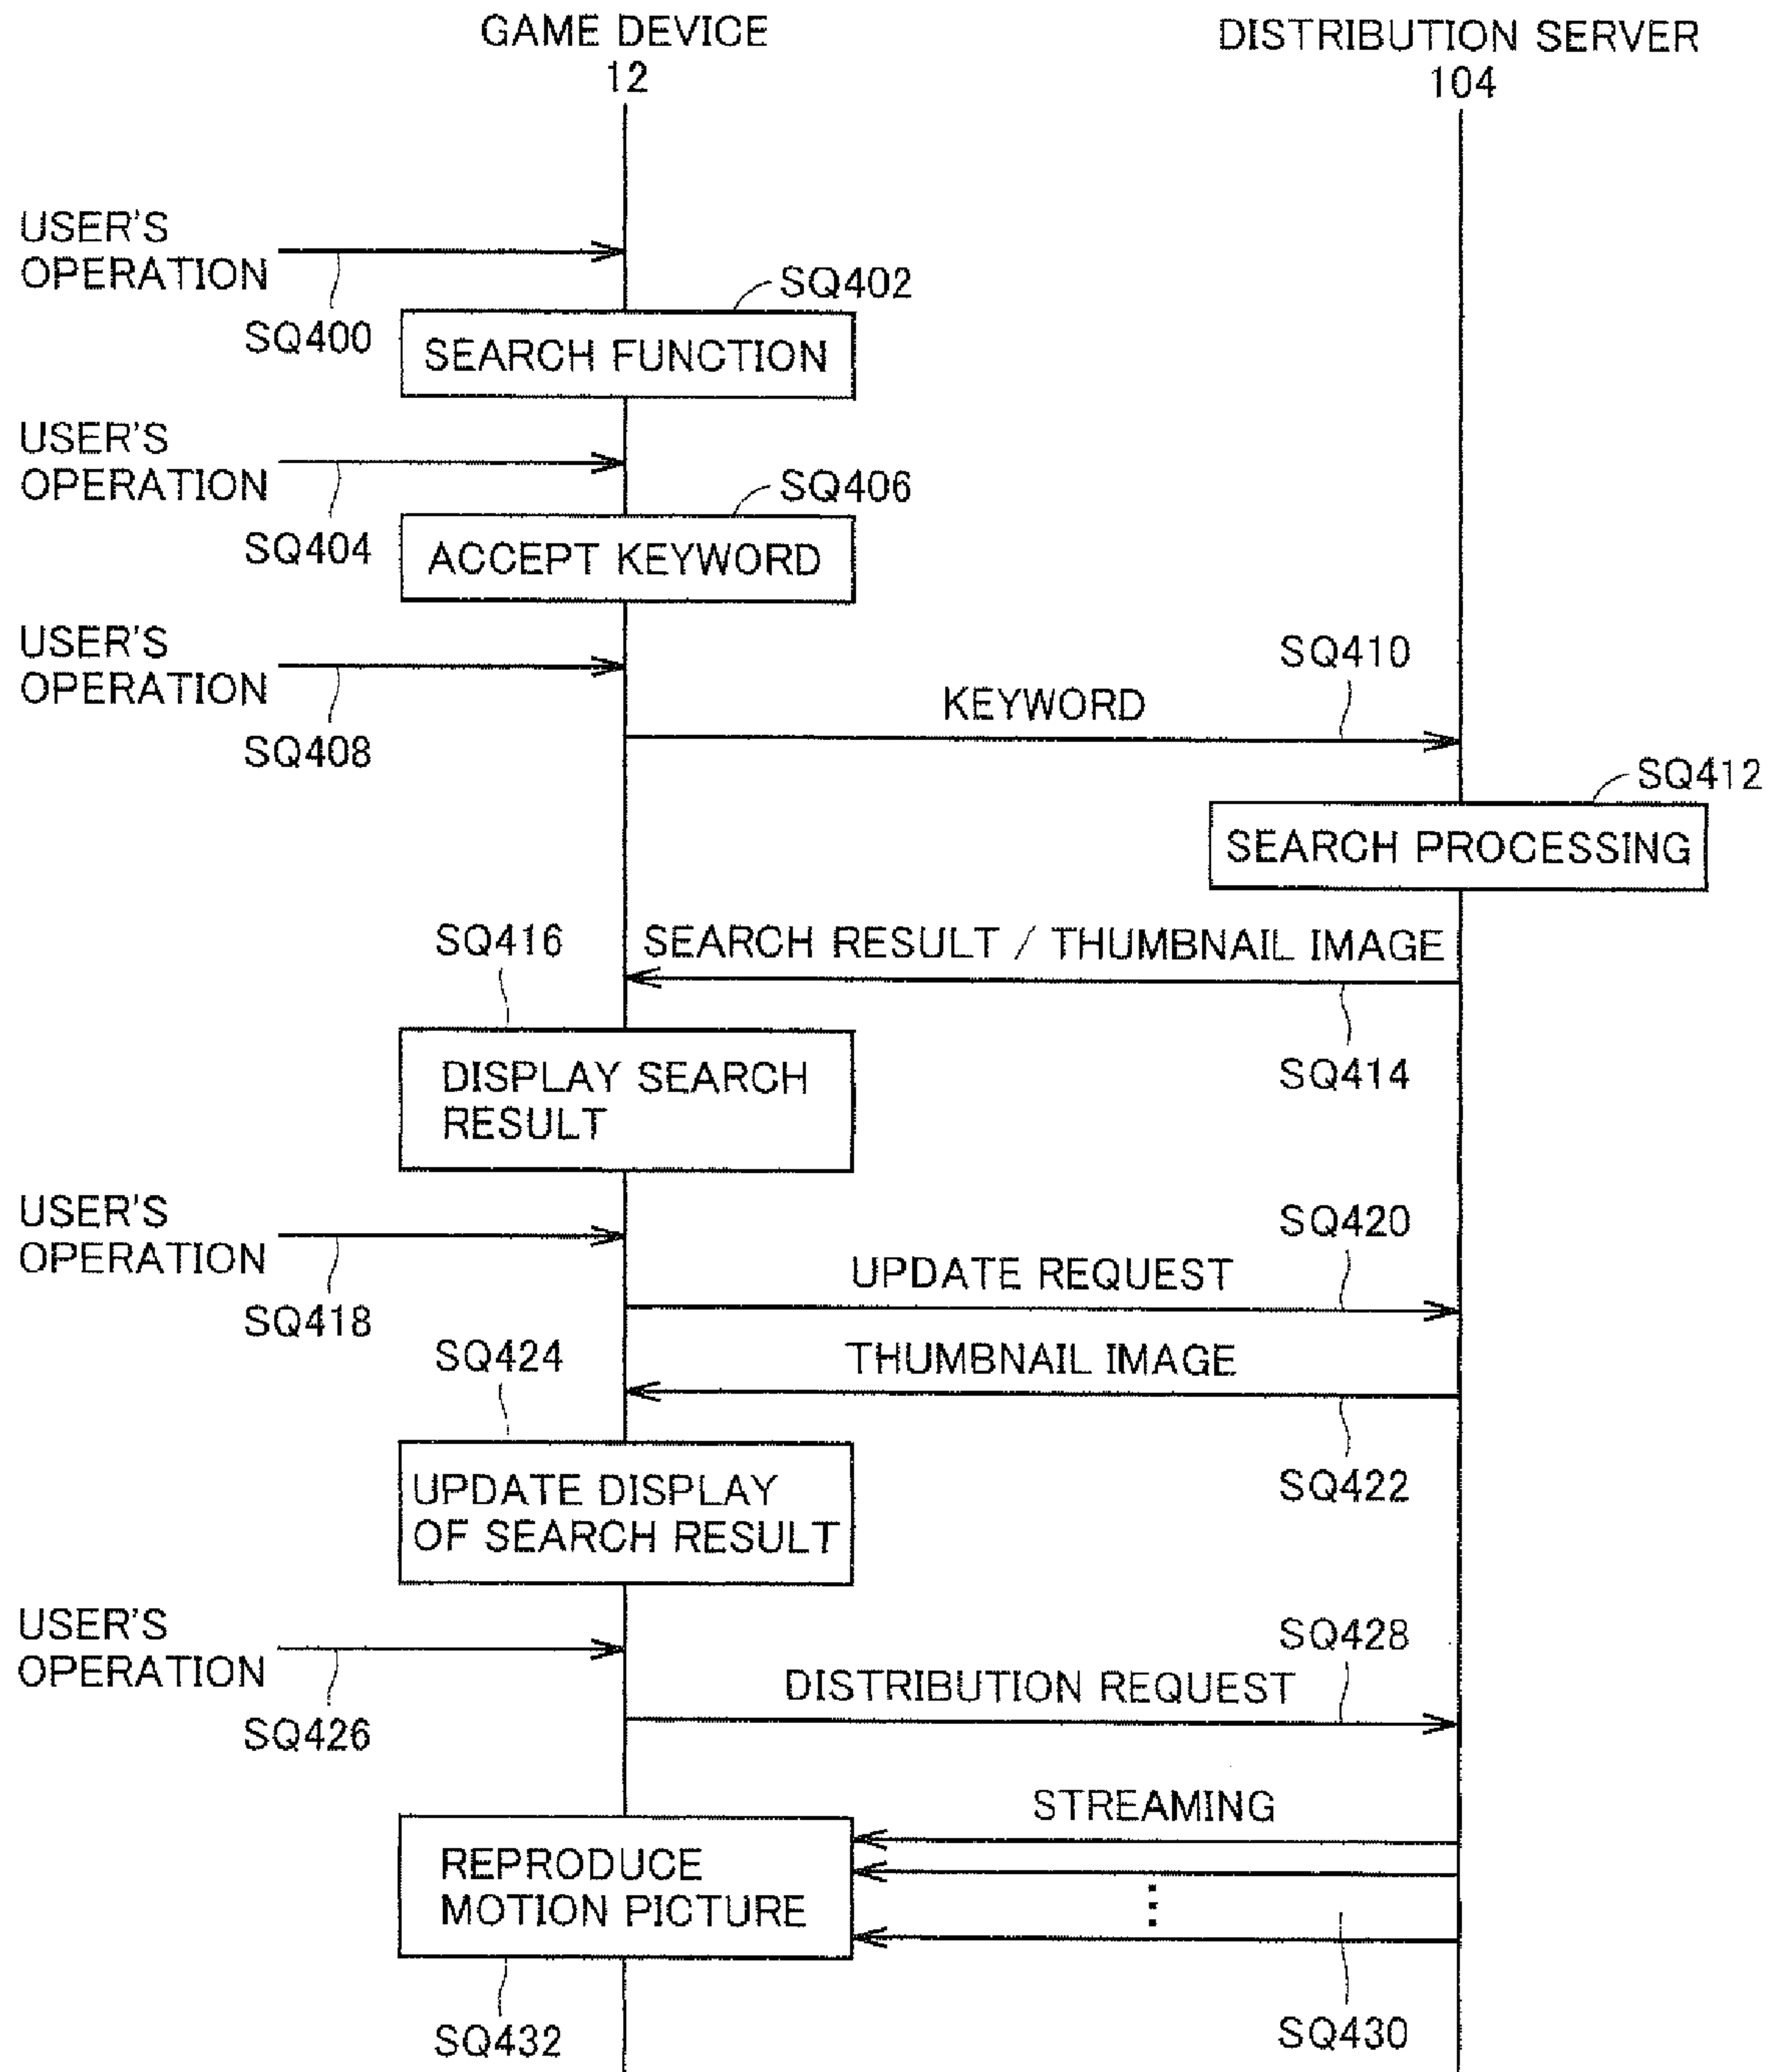 GAME DEVICE
12
DISTRIBUTION SERVER
104
USER'S
OPERATION
SQ400
SQ402
SEARCH FUNCTION
USER'S
OPERATION
SQ404
SQ406
ACCEPT KEYWORD
USER'S
OPERATION
SQ408
SQ410
KEYWORD
SQ412
SEARCH PROCESSING
SQ416
SEARCH RESULT / THUMBNAIL IMAGE
SQ414
DISPLAY SEARCH
RESULT
USER'S
OPERATION
SQ418
SQ420
UPDATE REQUEST
SQ424
THUMBNAIL IMAGE
SQ422
UPDATE DISPLAY
OF SEARCH RESULT
USER'S
OPERATION
SQ426
SQ428
DISTRIBUTION REQUEST
STREAMING
REPRODUCE
MOTION PICTURE
SQ432
SQ430